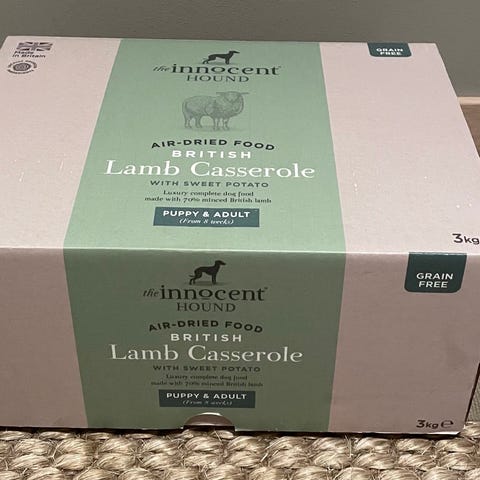 Made
in Britain
GRAIN
FREE
the innocent®
HOUND
AIR-DRIED FOOD
BRITISH
Lamb Casserole
WITH SWEET POTATO
Luxury complete dog food
made with 70% minced British lamb
PUPPY & ADULT
(From 8 weeks)
3kg
GRAIN
FREE
the innocent®
HOUND
AIR-DRIED FOOD
BRITISH
Lamb Casserole
WITH SWEET POTATO
Luxury complete dog food
made with 70% minced British lamb
PUPPY & ADULT
(From 8 weeks)
3kg ℮